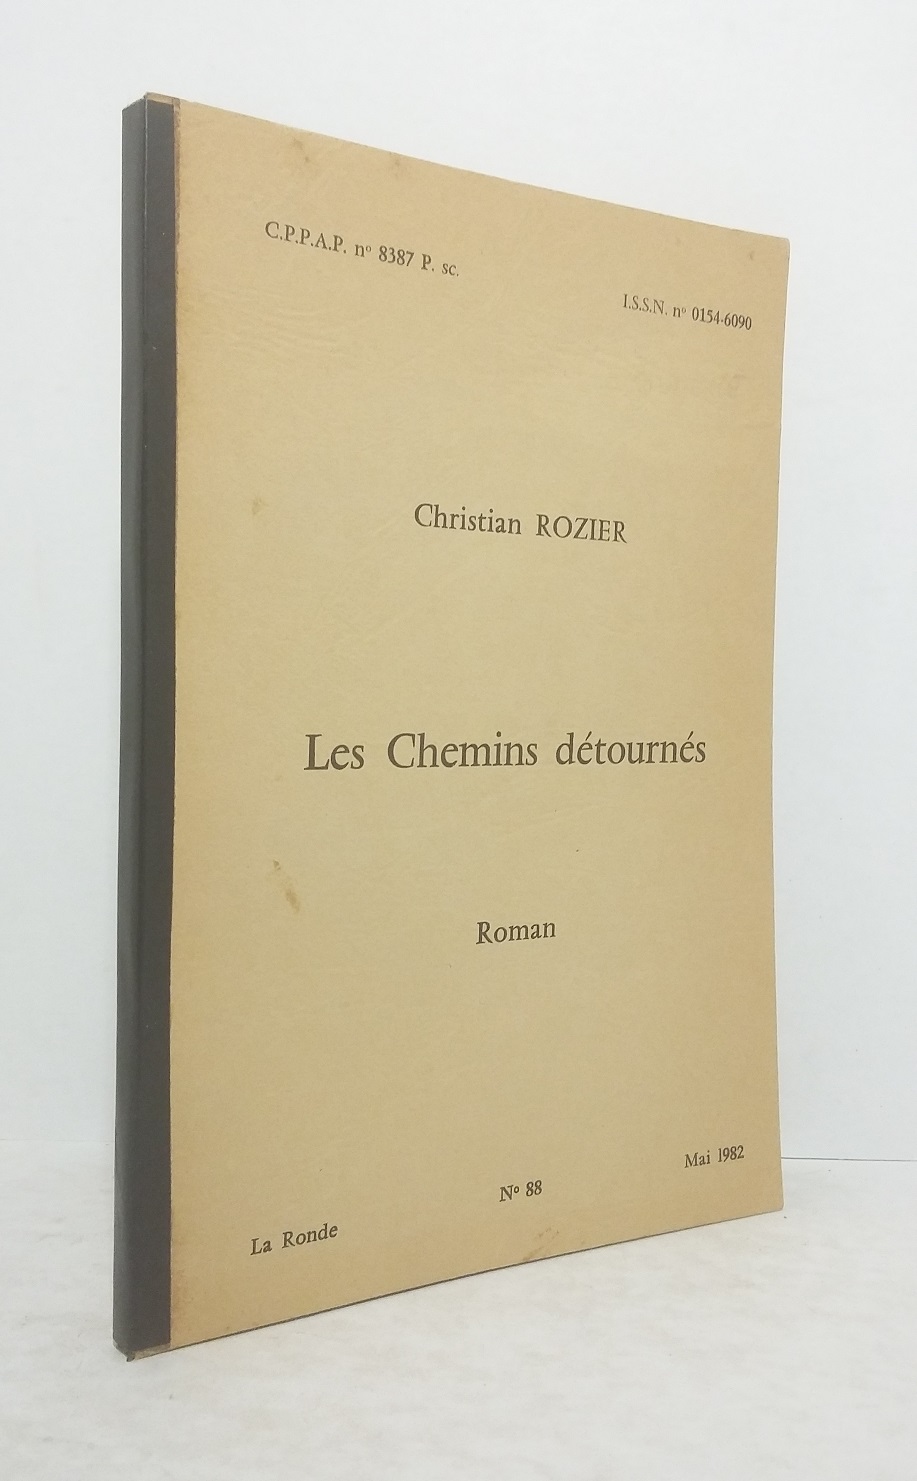 C.P.P.A.P. nº 8387 P. sc.
I.S.S.N. nº 0154-6090
Christian ROZIER
Les Chemins détournés
Roman
La Ronde
Nº 88
Mai 1982